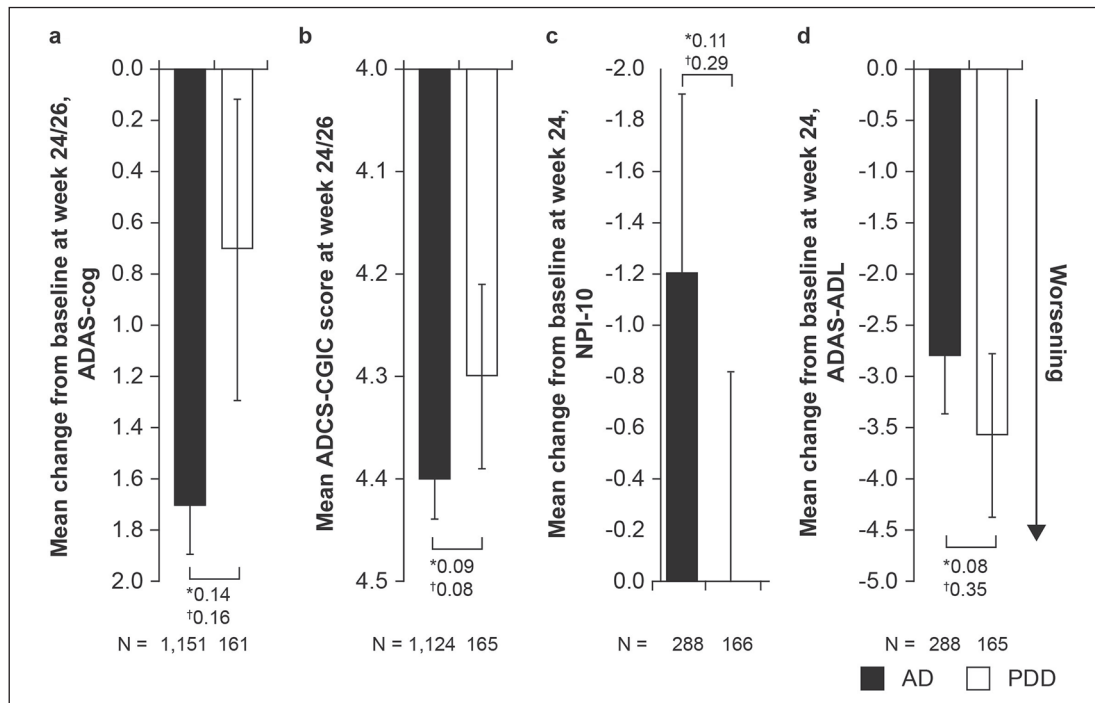 a
Mean change from baseline at week 24/26,
ADAS-cog
0.0
0.2
0.4
0.6
0.8
1.0
1.2
1.4
1.6
1.8
2.0
*0.14
†0.16
N = 1,151 161
b
Mean ADCS-CGIC score at week 24/26
4.0
4.1
4.2
4.3
4.4
4.5
*0.09
†0.08
N = 1,124 165
c
Mean change from baseline at week 24,
NPI-10
*0.11
†0.29
-2.0
-1.8
-1.6
-1.4
-1.2
-1.0
-0.8
-0.6
-0.4
-0.2
0.0
N = 288 166
d
Mean change from baseline at week 24,
ADAS-ADL
0.0
-0.5
-1.0
-1.5
-2.0
-2.5
-3.0
-3.5
-4.0
-4.5
-5.0
*0.08
†0.35
N = 288 165
Worsening
AD
PDD